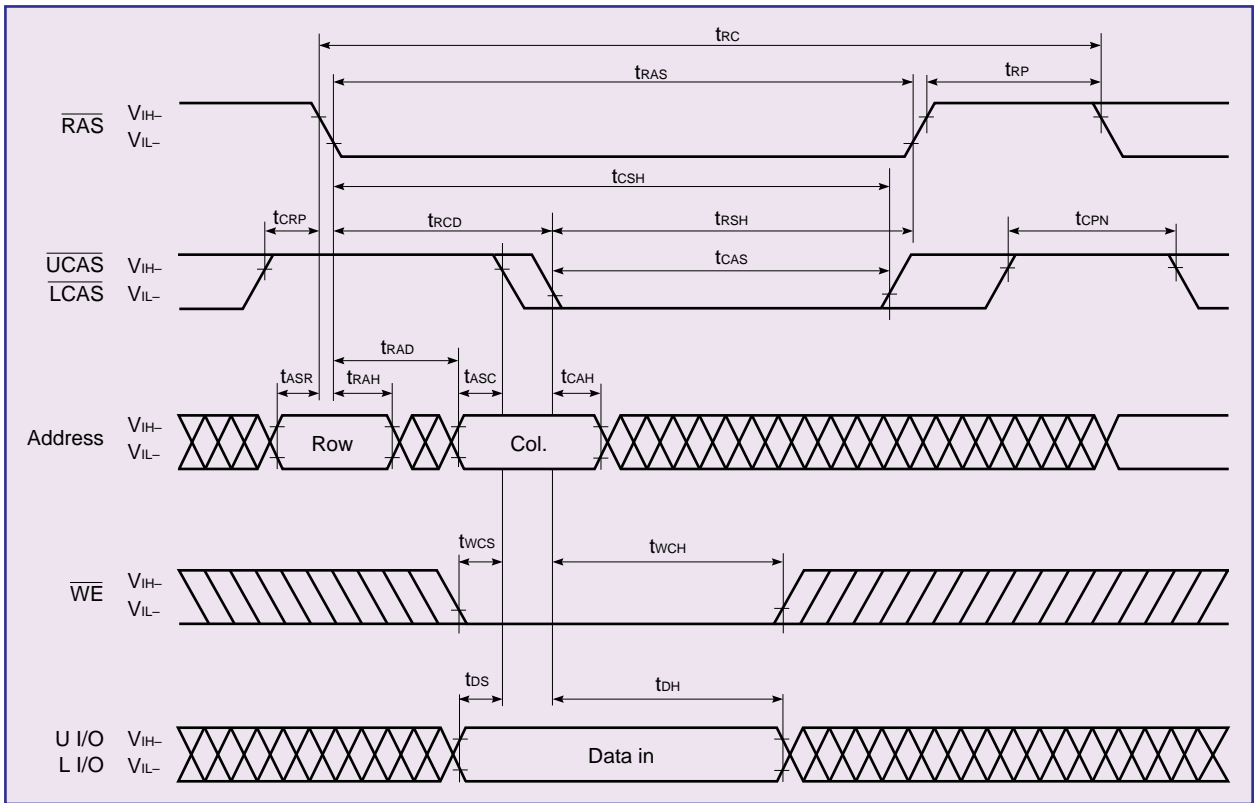 tRC
tRAS
tRP
RAS VIH–
VIL–
tCSH
tCRP
tRCD
tRSH
tCPN
UCAS VIH–
tCAS
LCAS VIL–
tRAD
tASR
tRAH
tASC
tCAH
Address VIH–
VIL–
Row
Col.
tWCS
tWCH
WE VIH–
VIL–
tDS
tDH
U I/O VIH–
L I/O VIL–
Data in